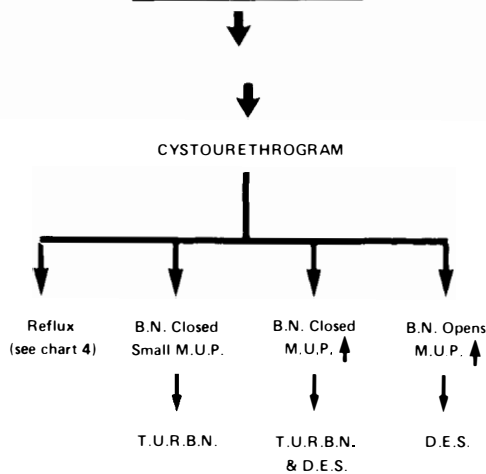 CYSTOURETHROGRAM
Reflux
(see chart 4)
B.N. Closed
Small M.U.P.
B.N. Closed
M.U.P.
B.N. Opens
M.U.P.
T.U.R.B.N.
T.U.R.B.N.
& D.E.S.
D.E.S.